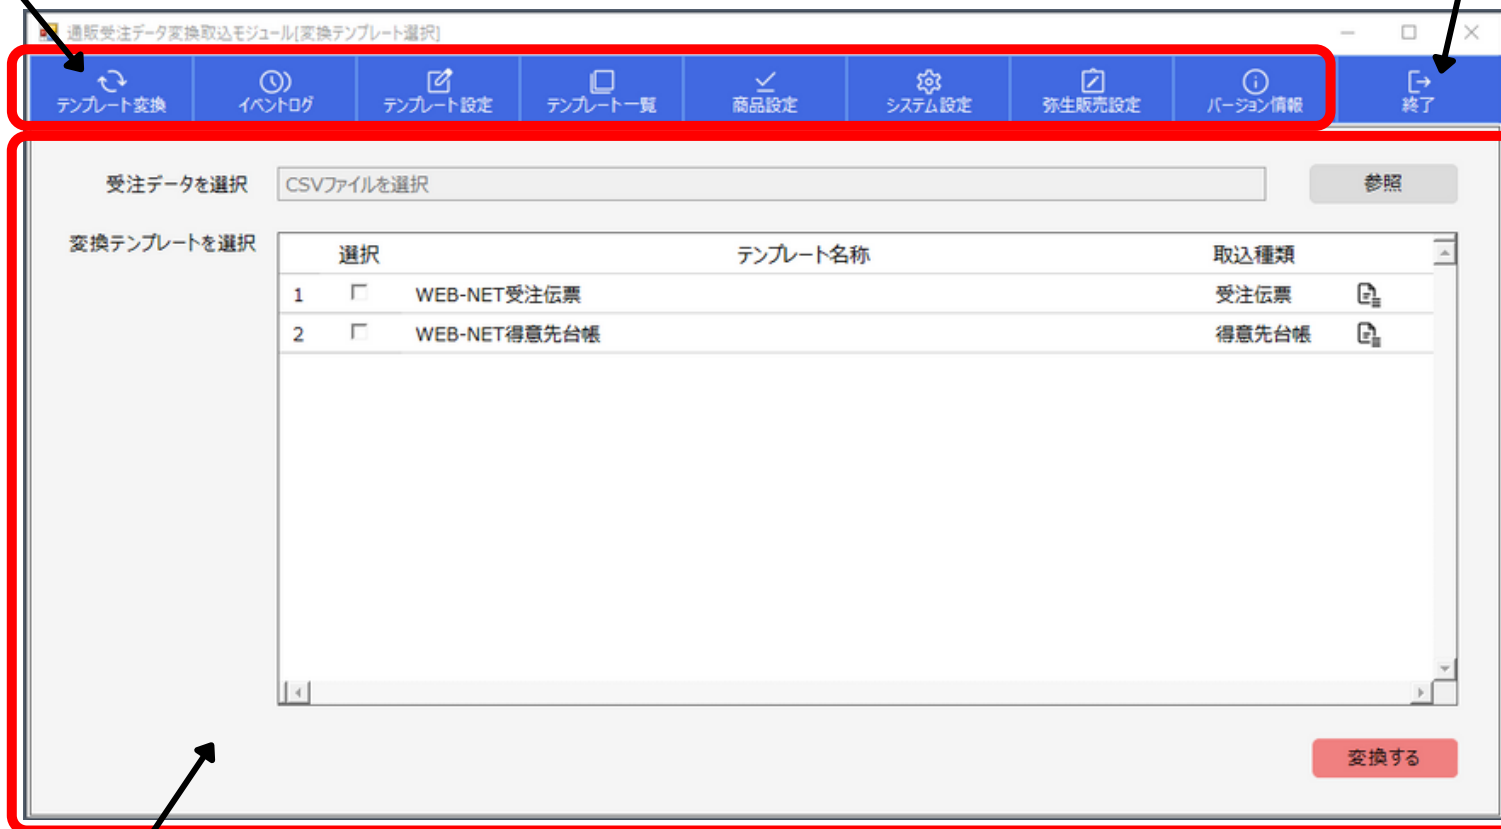 通販受注データ変換取込モジュール[変換テンプレート選択]
テンプレート変換 イベントログ テンプレート設定 テンプレート一覧 商品設定 システム設定 弥生販売設定 バージョン情報 終了
受注データを選択 CSVファイルを選択 参照
変換テンプレートを選択
選択 テンプレート名称 取込種類
1 WEB-NET受注伝票 受注伝票
2 WEB-NET得意先台帳 得意先台帳
変換する